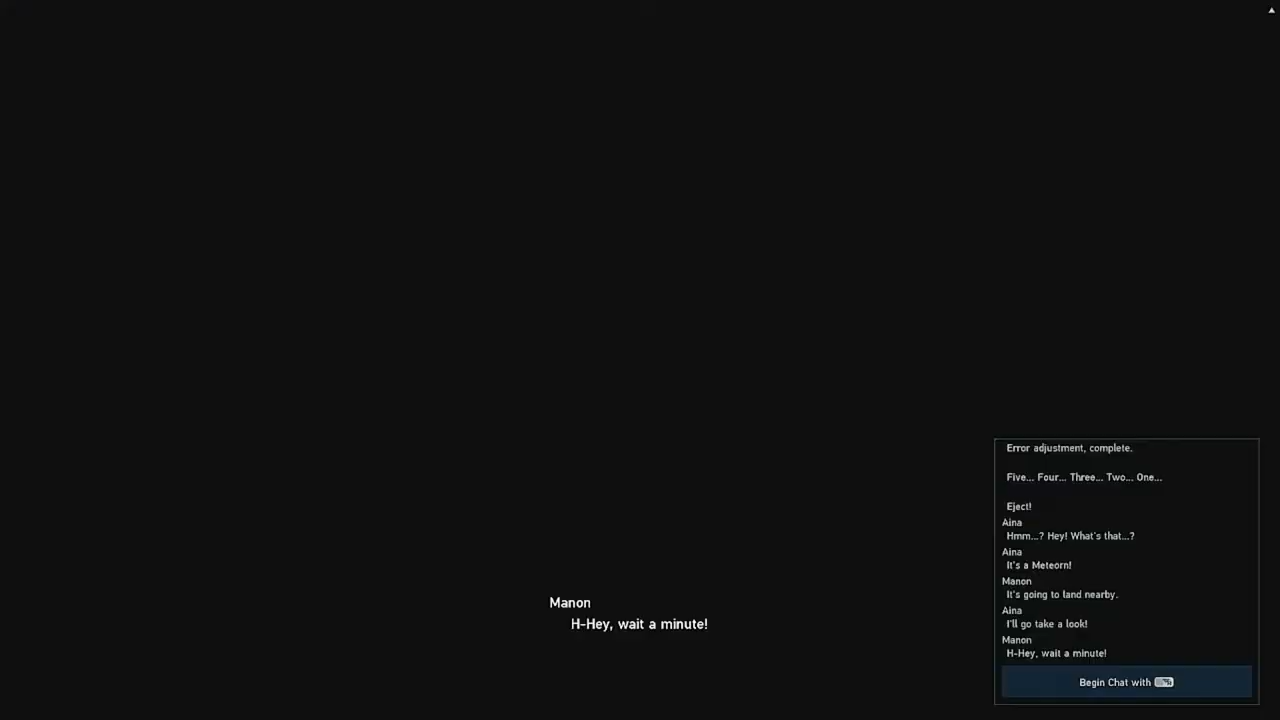 Error adjustment, complete.
Five... Four... Three... Two... One...
Eject!
Aina
Hmm...? Hey! What's that...?
Aina
It's a Meteorn!
Manon
It's going to land nearby.
Aina
I'll go take a look!
Manon
H-Hey, wait a minute!
Begin Chat with
Manon
H-Hey, wait a minute!